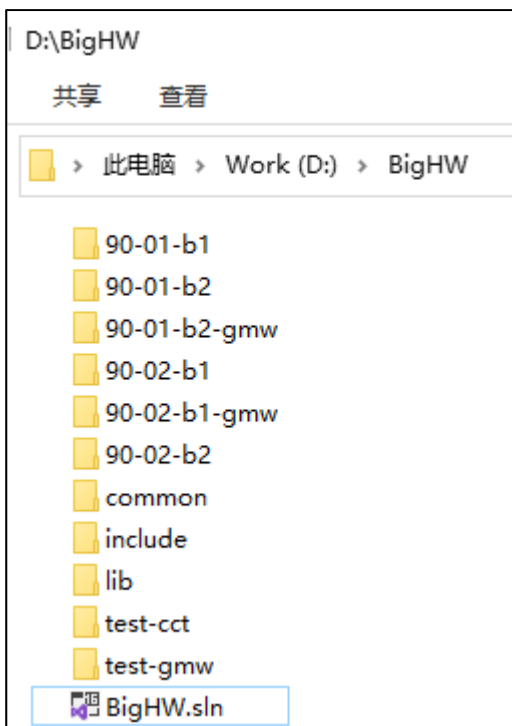 D:\BigHW
共享 查看
> 此电脑 > Work (D:) > BigHW
90-01-b1
90-01-b2
90-01-b2-gmw
90-02-b1
90-02-b1-gmw
90-02-b2
common
include
lib
test-cct
test-gmw
BigHW.sln